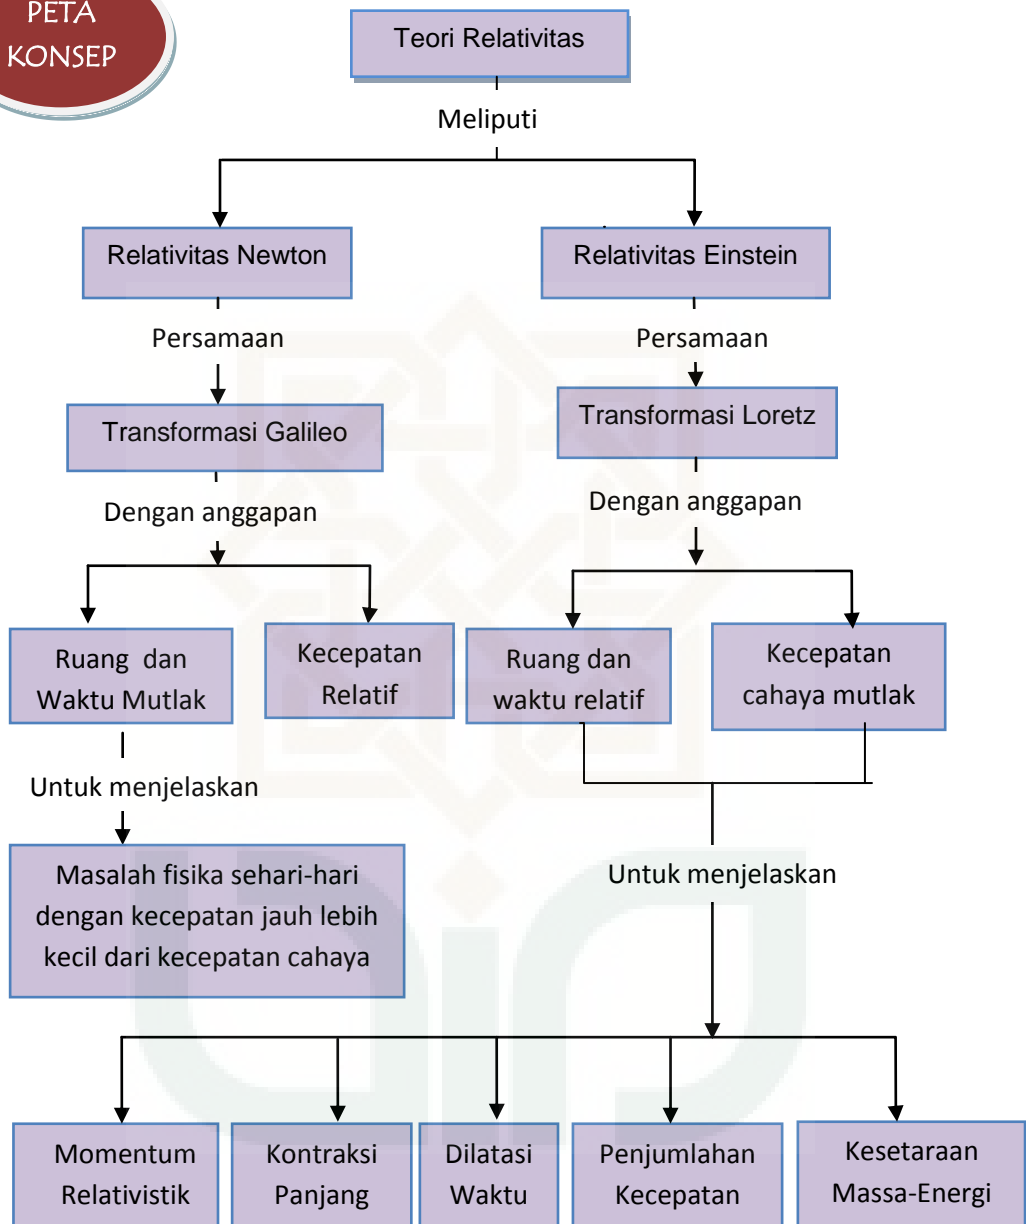 PETA
KONSEP
Teori Relativitas
Meliputi
Relativitas Newton
Relativitas Einstein
Persamaan
Persamaan
Transformasi Galileo
Transformasi Loretz
Dengan anggapan
Dengan anggapan
Ruang dan
Waktu Mutlak
Kecepatan
Relatif
Ruang dan
waktu relatif
Kecepatan
cahaya mutlak
Untuk menjelaskan
Masalah fisika sehari-hari
dengan kecepatan jauh lebih
kecil dari kecepatan cahaya
Untuk menjelaskan
Momentum
Relativistik
Kontraksi
Panjang
Dilatasi
Waktu
Penjumlahan
Kecepatan
Kesetaraan
Massa-Energi